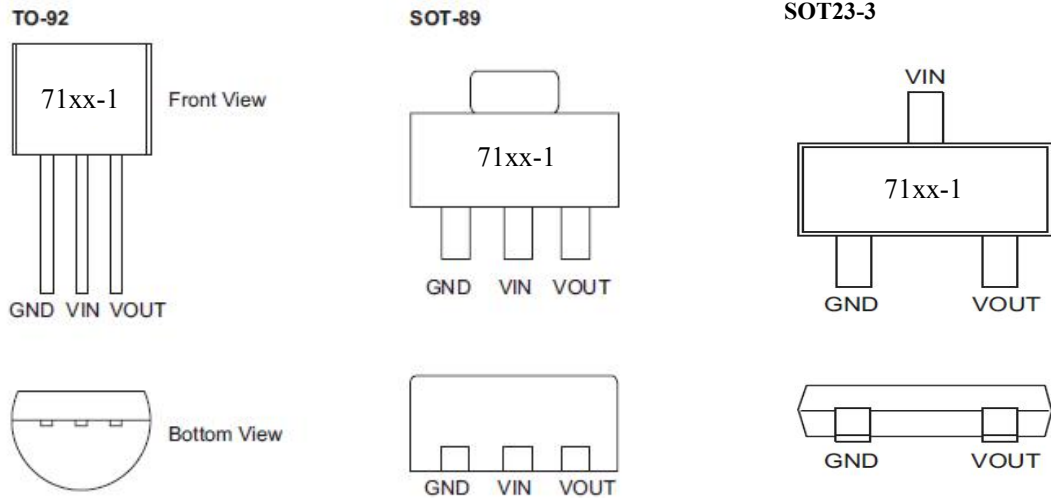 TO-92
71xx-1
Front View
GND VIN VOUT
Bottom View
SOT-89
71xx-1
GND VIN VOUT
GND VIN VOUT
SOT23-3
VIN
71xx-1
GND VOUT
GND VOUT